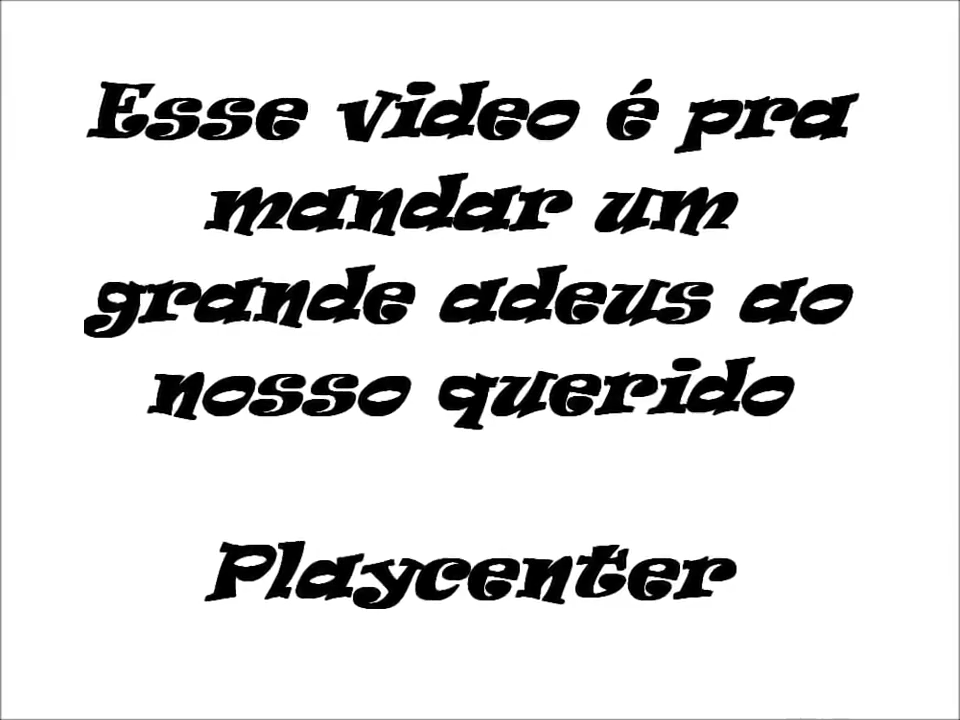 Esse video é pra
mandar um
grande adeus ao
nosso querido
Playcenter